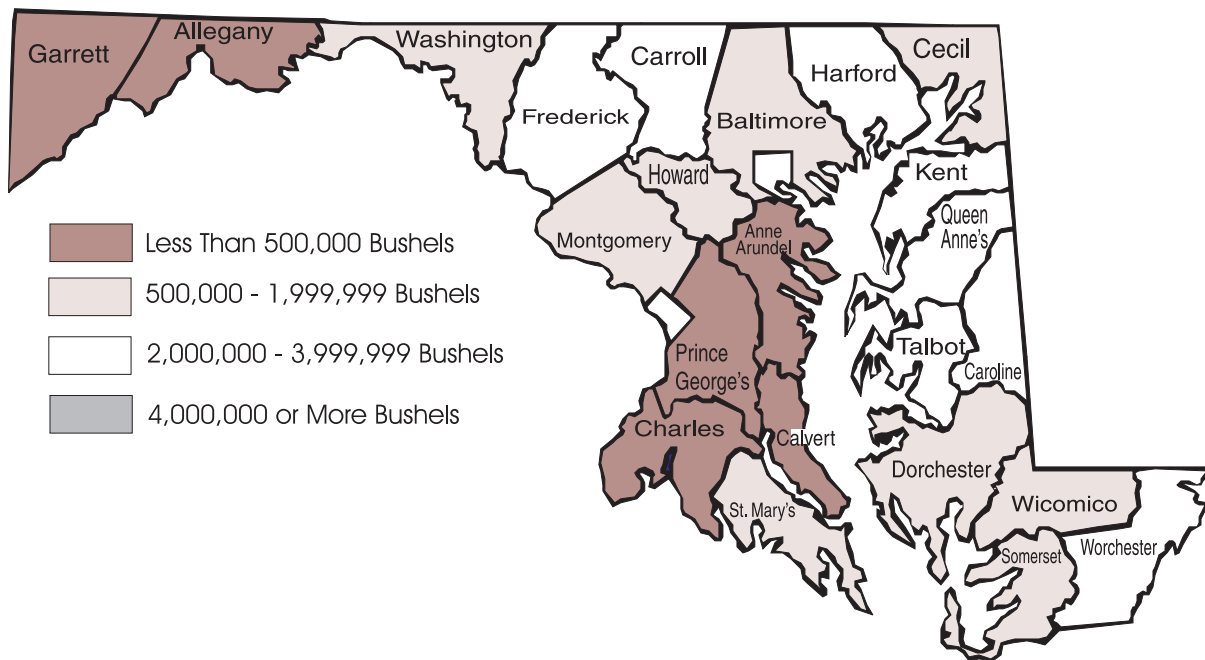 Garrett
Allegany
Washington
Frederick
Carroll
Baltimore
Harford
Cecil
Howard
Montgomery
Kent
Queen
Anne's
Anne
Arundel
Prince
George's
Talbot
Caroline
Charles
Calvert
St. Mary's
Dorchester
Wicomico
Somerset
Worchester
Less Than 500,000 Bushels
500,000 - 1,999,999 Bushels
2,000,000 - 3,999,999 Bushels
4,000,000 or More Bushels